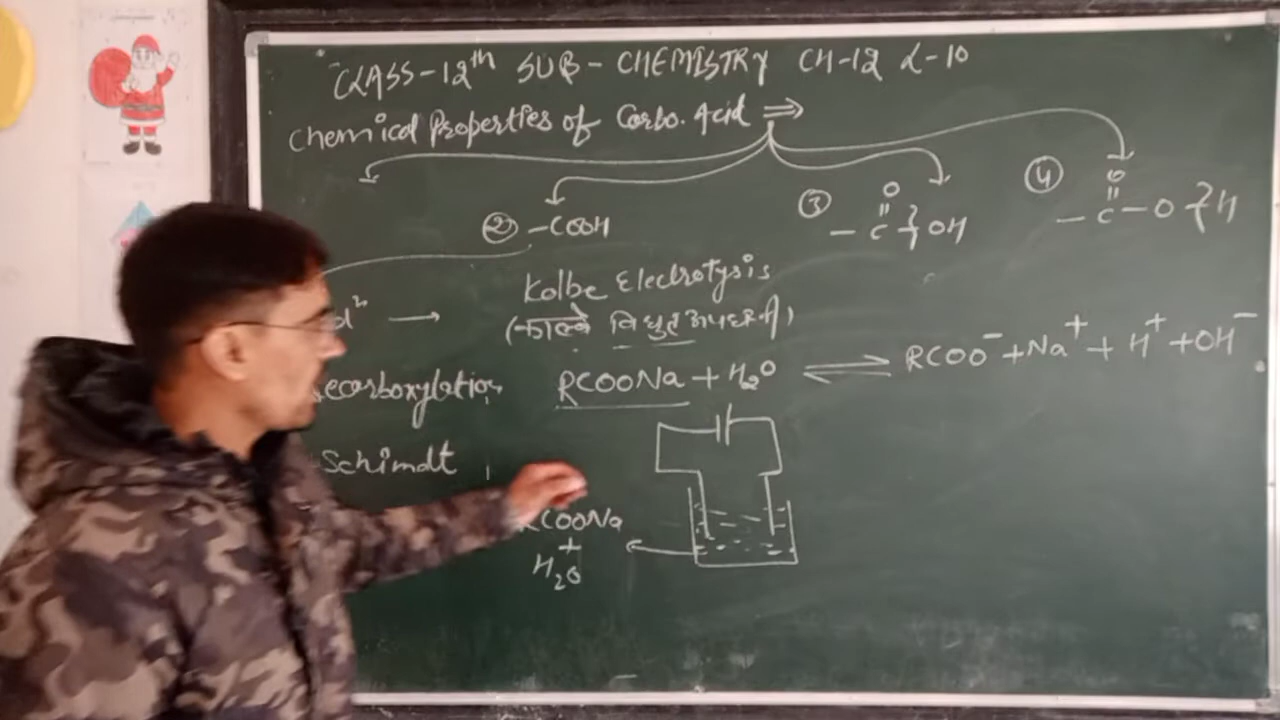 CLASS-12th SUB-CHEMISTRY CH-12 L-10
Chemical Properties of Carbo. Acid ⇒
② -COOH
③ O
-C-OH
④ O
-C-O-H
Kolbe Electrolysis
विद्युत अपघटनी)
RCOONa + H₂O ⇌ RCOO⁻ + Na⁺ + H⁺ + OH⁻
ecarboxylation
Schimdt
RCOONa
+
H₂O